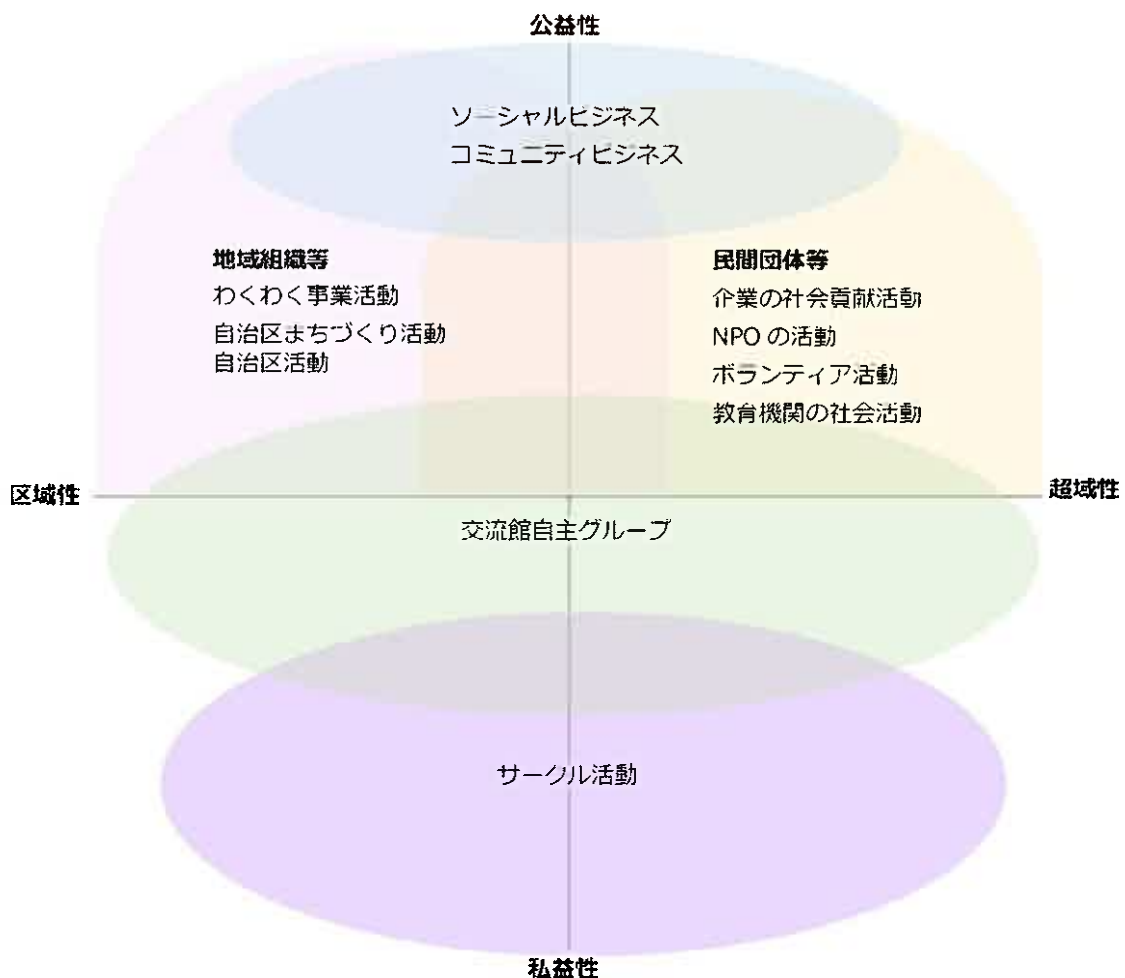 公益性
ソーシャルビジネス
コミュニティビジネス
地域組織等
わくわく事業活動
自治区まちづくり活動
自治区活動
民間団体等
企業の社会貢献活動
NPOの活動
ボランティア活動
教育機関の社会活動
区域性
超域性
交流館自主グループ
サークル活動
私益性